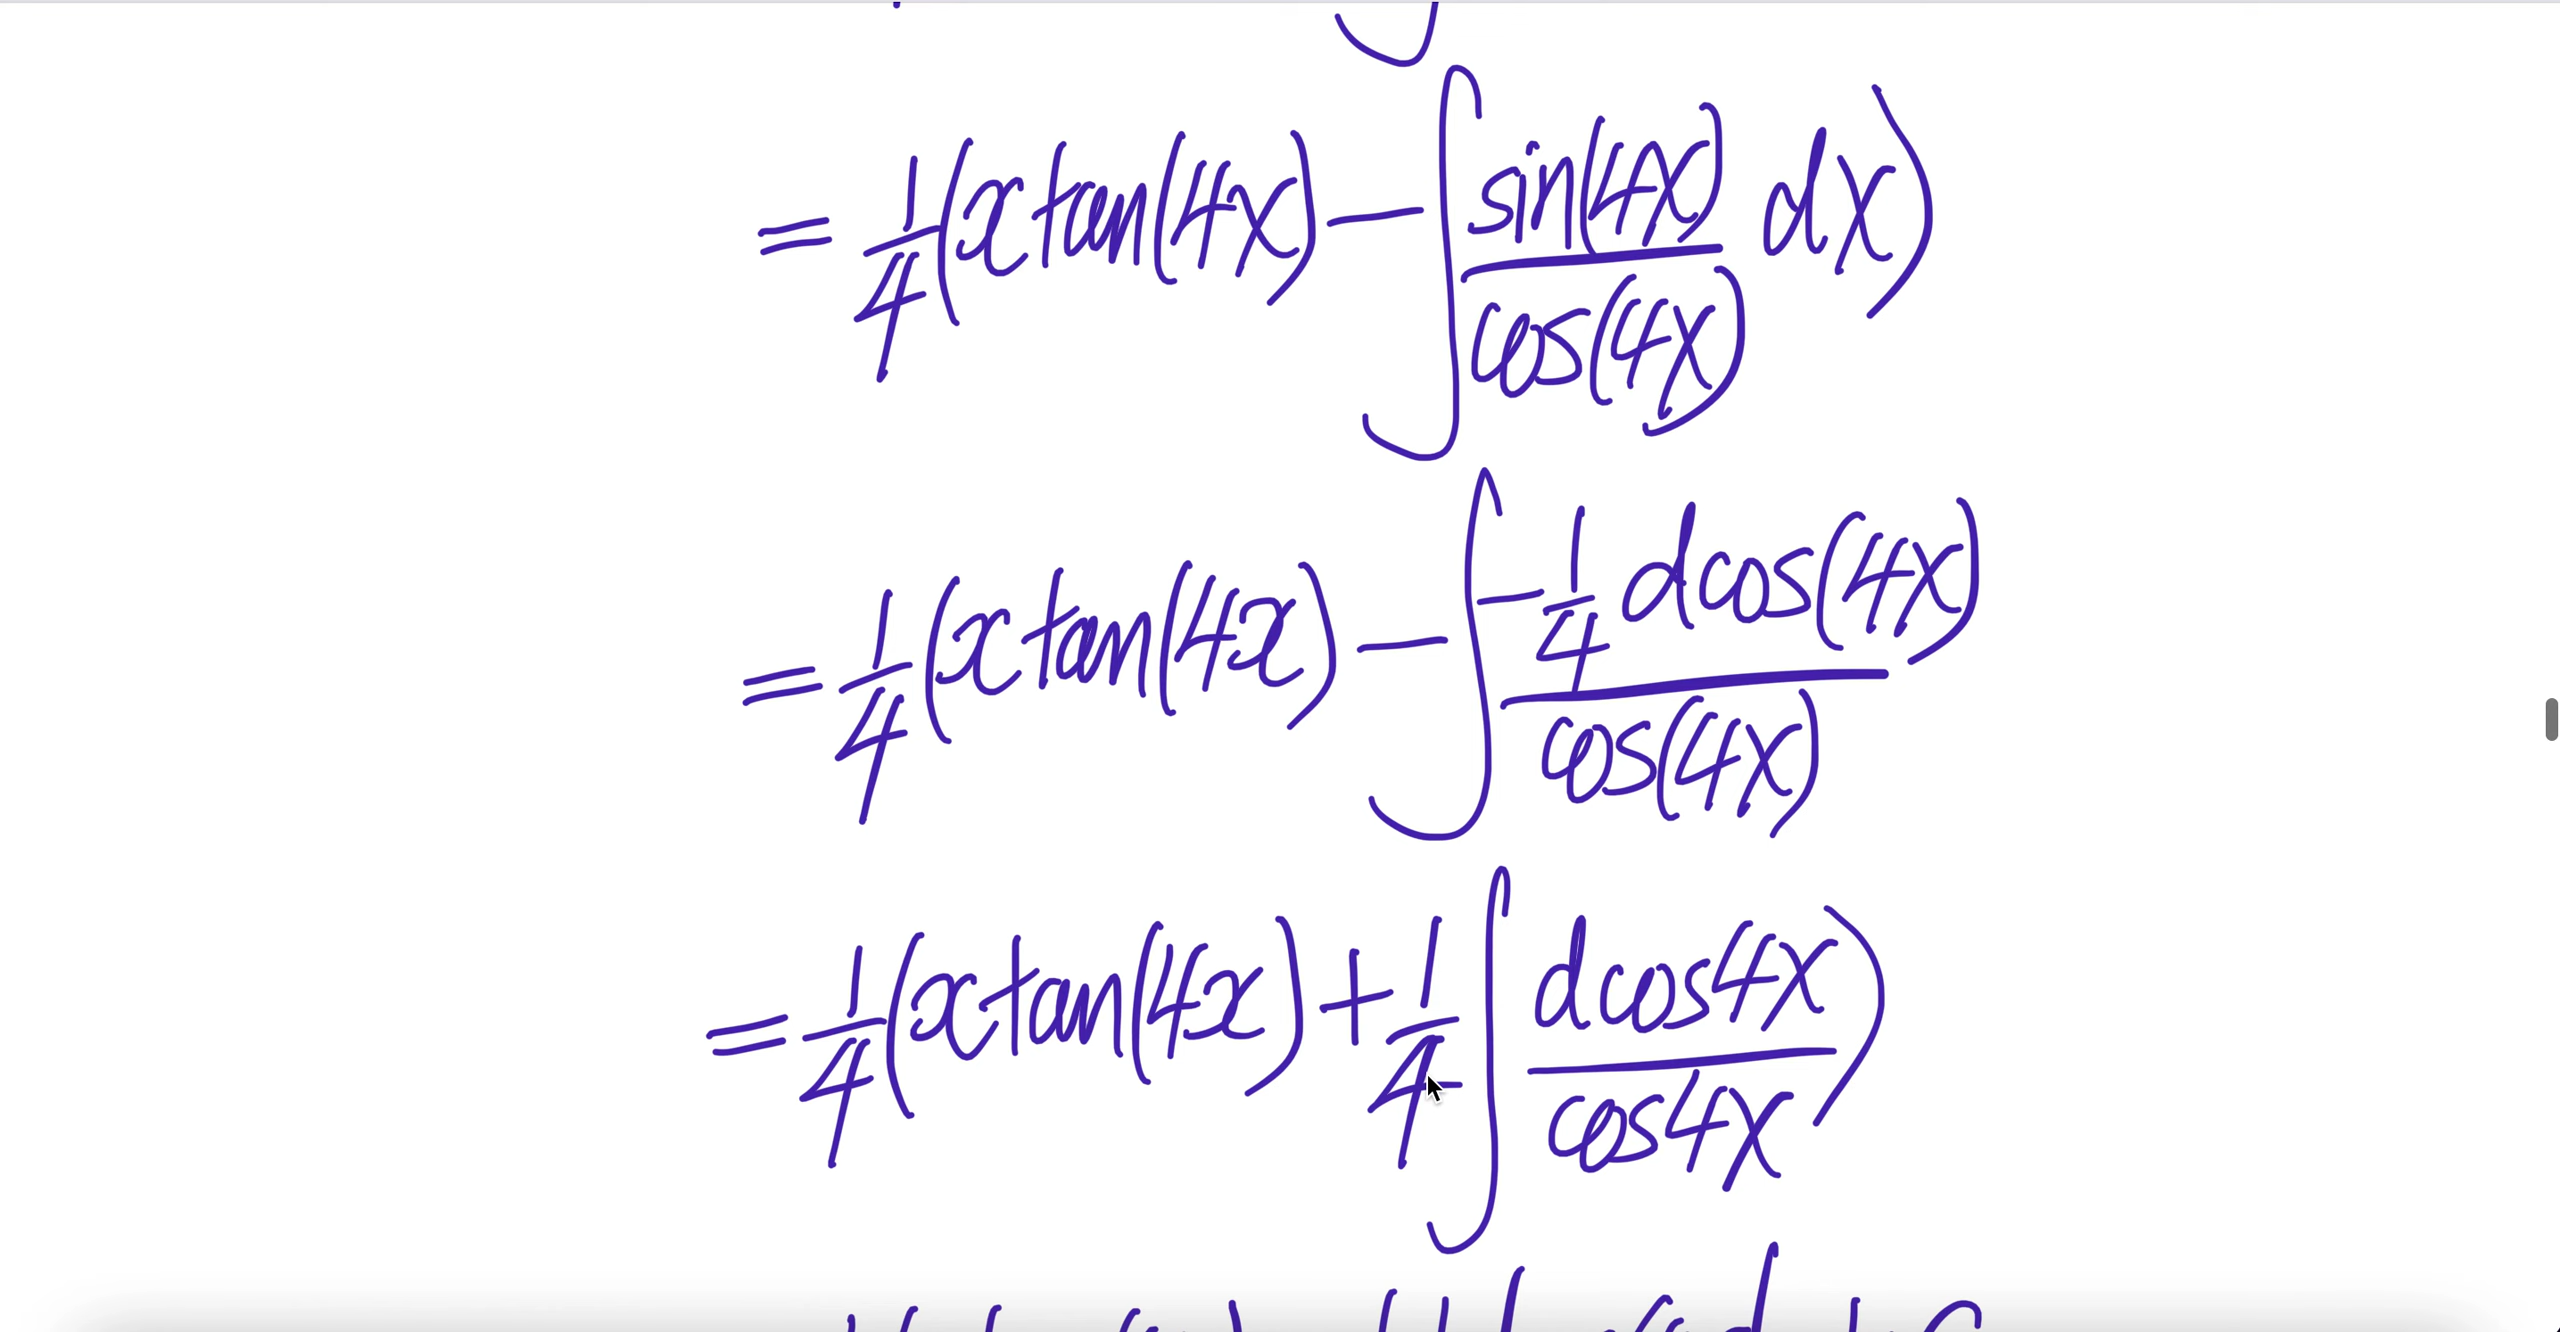 = 1/4 (x tan(4x) − ∫ sin(4x)/cos(4x) dx)
= 1/4 (x tan(4x) − ∫ −1/4 dcos(4x)/cos(4x)
= 1/4 (x tan(4x) + 1/4 ∫ dcos4x/cos4x)